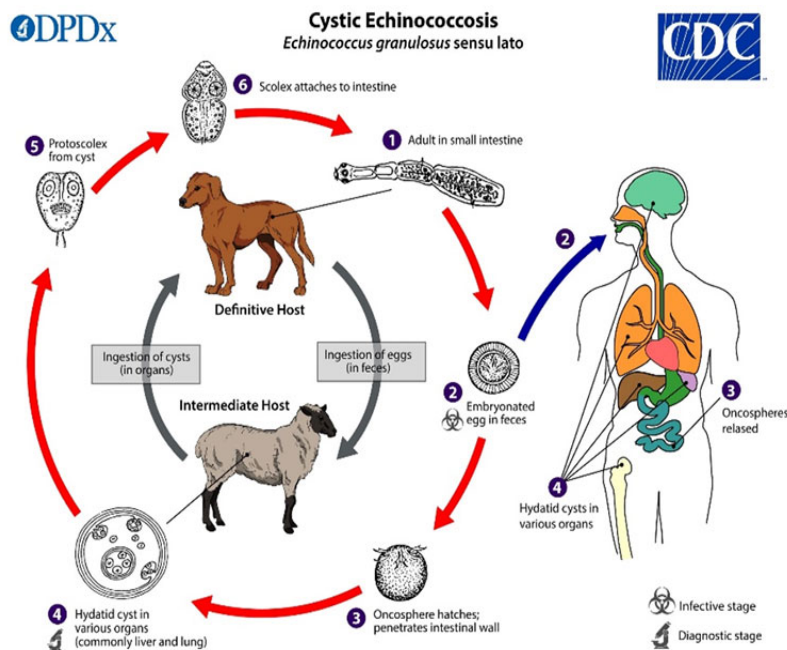 DPDx
Cystic Echinococcosis
Echinococcus granulosus sensu lato
CDC
6 Scolex attaches to intestine
5 Protoscolex
from cyst
1 Adult in small intestine
2
Definitive Host
Ingestion of cysts
(in organs)
Ingestion of eggs
(in feces)
Intermediate Host
2 Embryonated
egg in feces
3
Oncospheres
relased
4
Hydatid cysts in
various organs
4 Hydatid cyst in
various organs
(commonly liver and lung)
3 Oncosphere hatches;
penetrates intestinal wall
Infective stage
Diagnostic stage